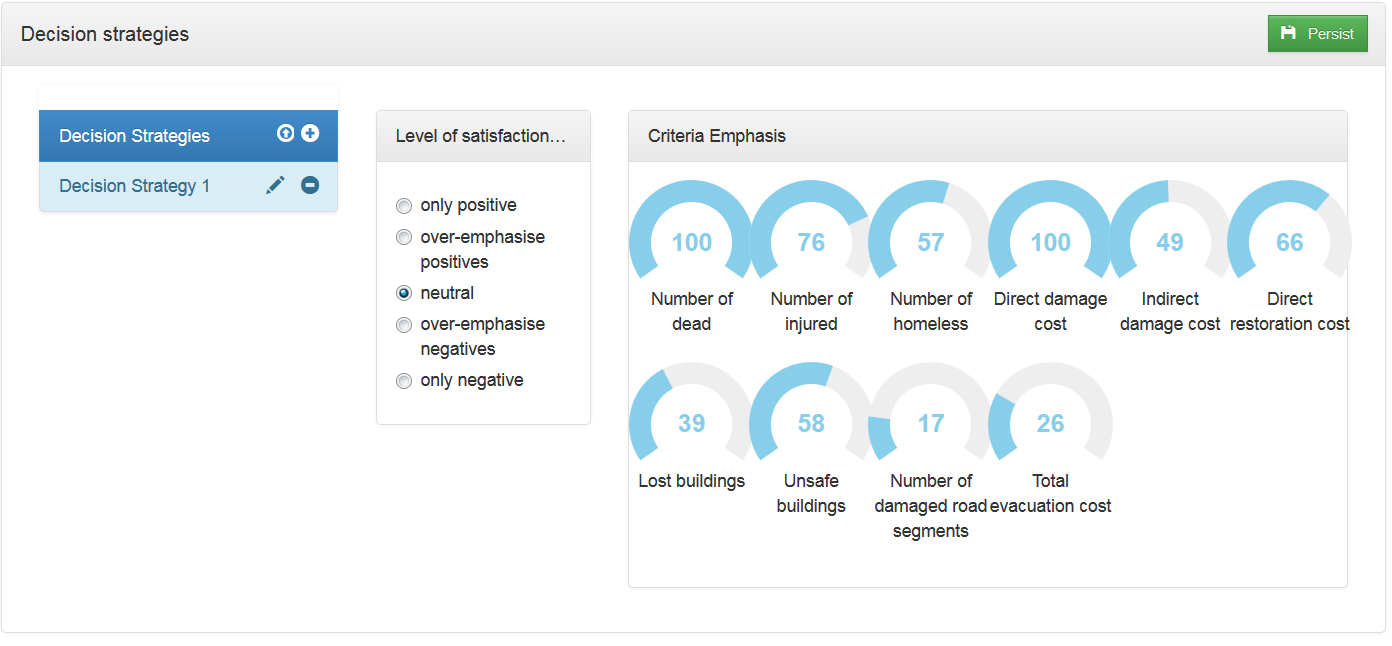 Decision strategies
Persist
Decision Strategies
Decision Strategy 1
Level of satisfaction...
only positive
over-emphasise
positives
neutral
over-emphasise
negatives
only negative
Criteria Emphasis
100
Number of
dead
76
Number of
injured
57
Number of
homeless
100
Direct damage
cost
49
Indirect
damage cost
66
Direct
restoration cost
39
Lost buildings
58
Unsafe
buildings
17
Number of
damaged road
segments
26
Total
evacuation cost